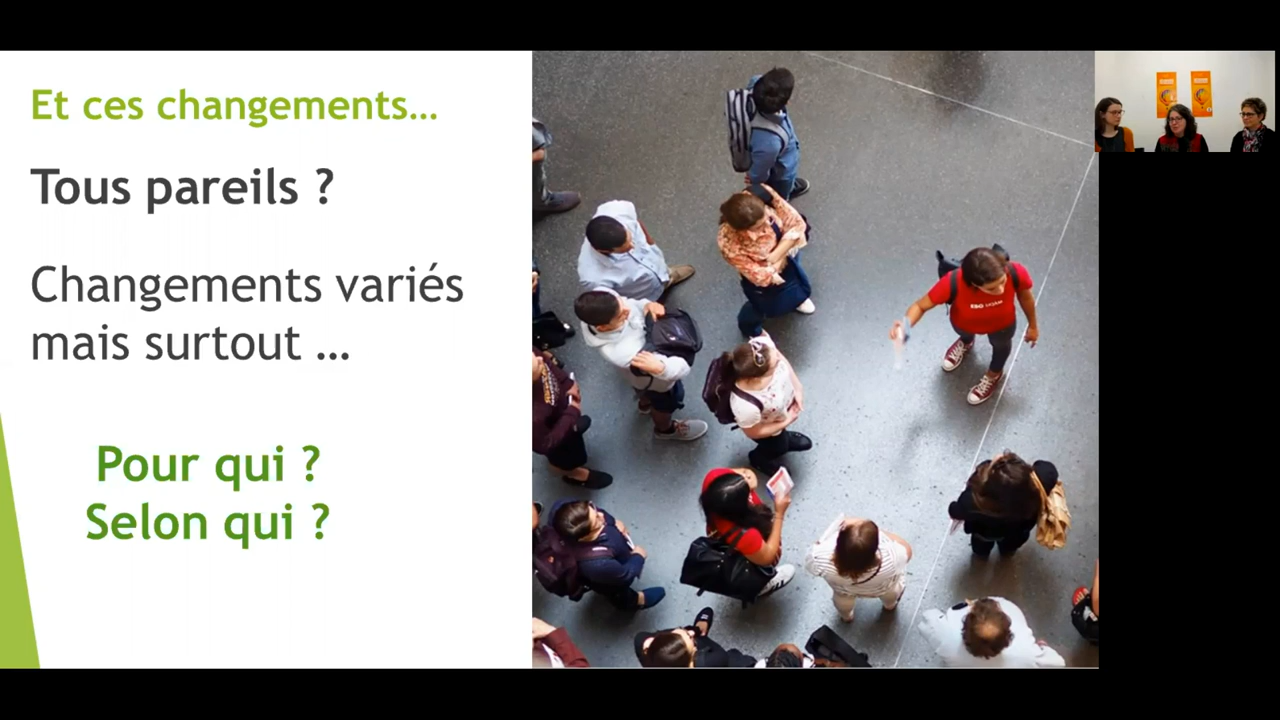 Et ces changements...
Tous pareils ?
Changements variés
mais surtout ...
Pour qui ?
Selon qui ?